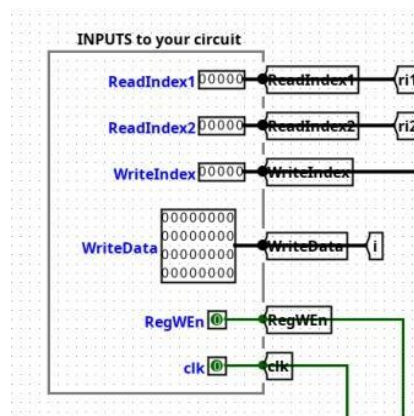 INPUTS to your circuit
ReadIndex1 00000 ReadIndex1 ri1
ReadIndex2 00000 ReadIndex2 ri2
WriteIndex 00000 WriteIndex
00000000
00000000
WriteData WriteData i
00000000
00000000
RegWEn 0 RegWEn
clk 0 clk